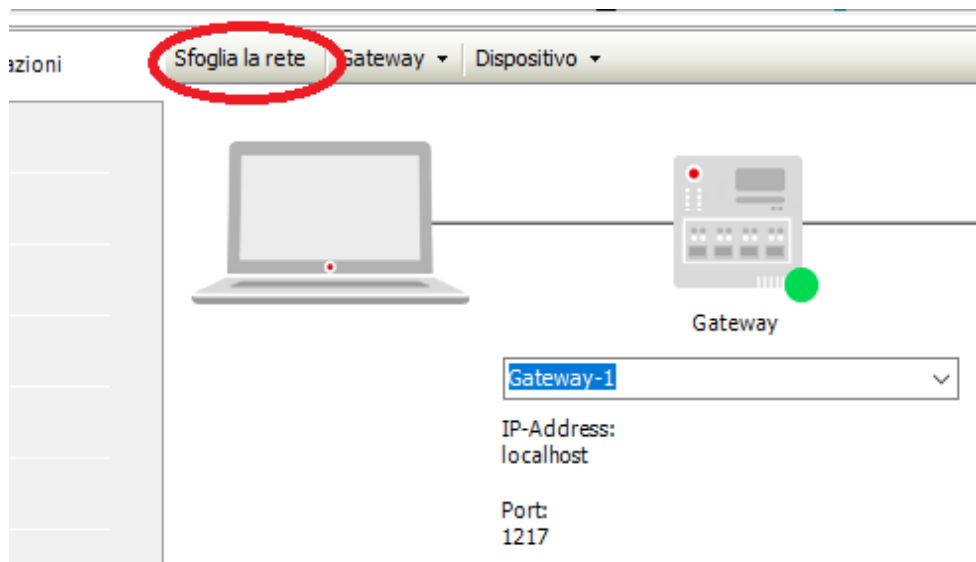 azioni
Sfoglia la rete Gateway Dispositivo
Gateway
Gateway-1
IP-Address:
localhost
Port:
1217